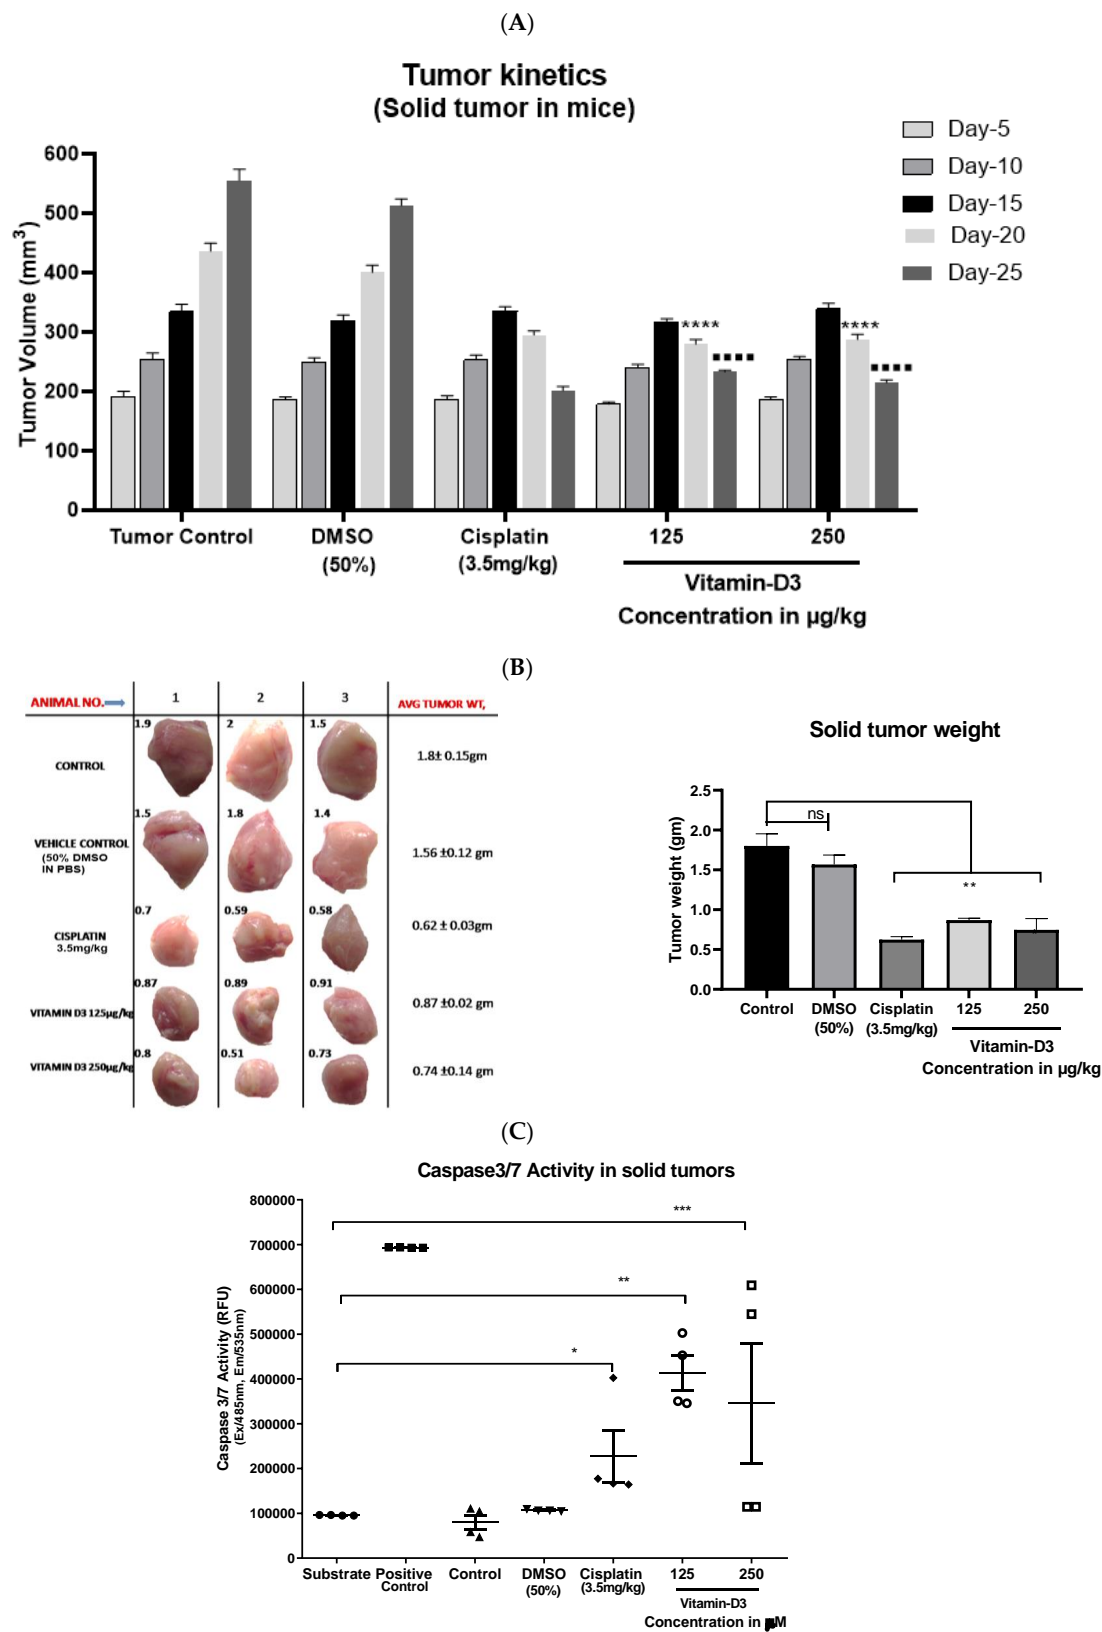 (A)
Tumor kinetics
(Solid tumor in mice)
Day-5
Day-10
Day-15
Day-20
Day-25
Tumor Volume (mm³)
600
500
400
300
200
100
0
****
****
Tumor Control
DMSO
(50%)
Cisplatin
(3.5mg/kg)
125
250
Vitamin-D3
Concentration in µg/kg
(B)
ANIMAL NO. 1 2 3 AVG TUMOR WT,
1.9 2 1.5
CONTROL
1.8± 0.15gm
1.5 1.8 1.4
VEHICLE CONTROL
(50% DMSO
IN PBS)
1.56 ±0.12 gm
0.7 0.59 0.58
CISPLATIN
3.5mg/kg
0.62 ± 0.03gm
0.87 0.89 0.91
VITAMIN D3 125µg/kg
0.87 ±0.02 gm
0.8 0.51 0.73
VITAMIN D3 250µg/kg
0.74 ±0.14 gm
Solid tumor weight
Tumor weight (gm)
2.5
2.0
1.5
1.0
0.5
0.0
ns
**
Control
DMSO
(50%)
Cisplatin
(3.5mg/kg)
125
250
Vitamin-D3
Concentration in µg/kg
(C)
Caspase3/7 Activity in solid tumors
Caspase 3/7 Activity (RFU)
(Ex/485nm, Em/535nm)
800000
700000
600000
500000
400000
300000
200000
100000
0
***
**
*
Substrate
Positive
Control
Control
DMSO
(50%)
Cisplatin
(3.5mg/kg)
125
250
Vitamin-D3
Concentration in µM